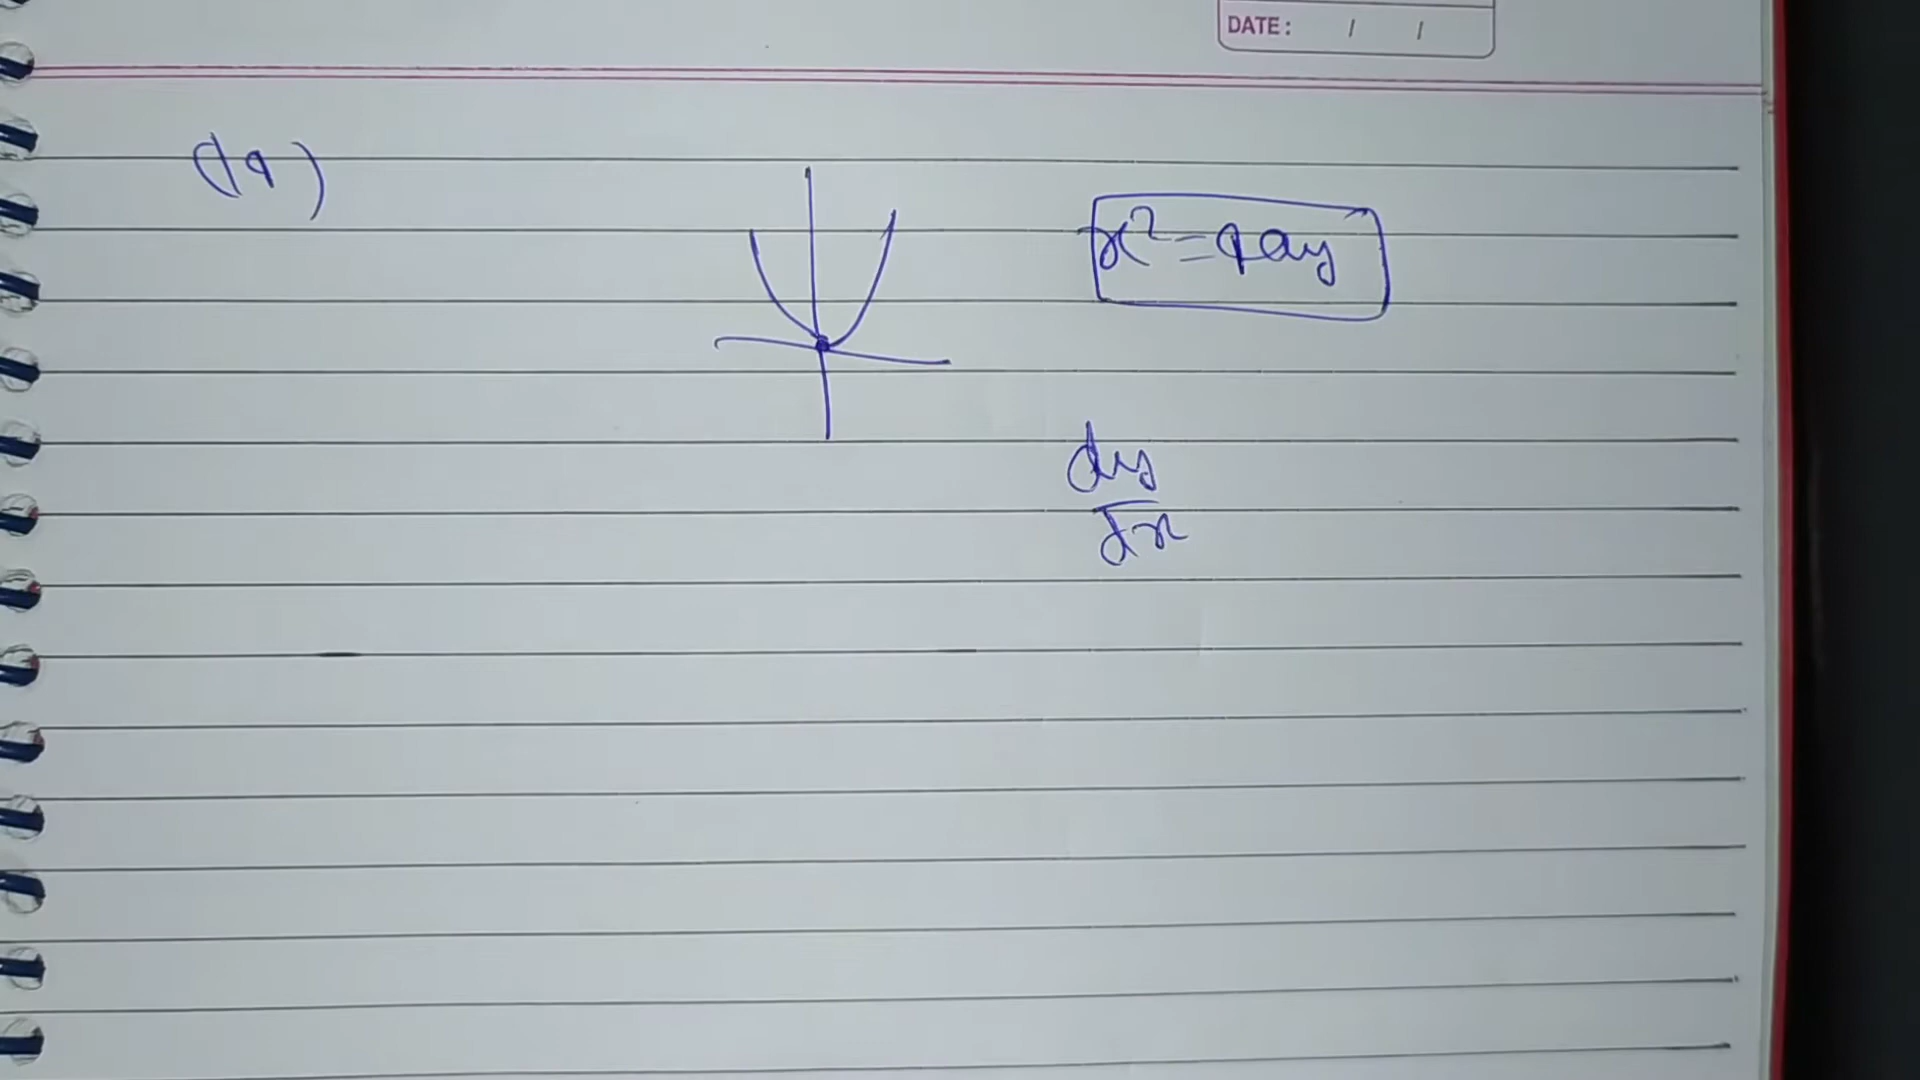 DATE: / /
(19)
x² = 4ay
dy
dx